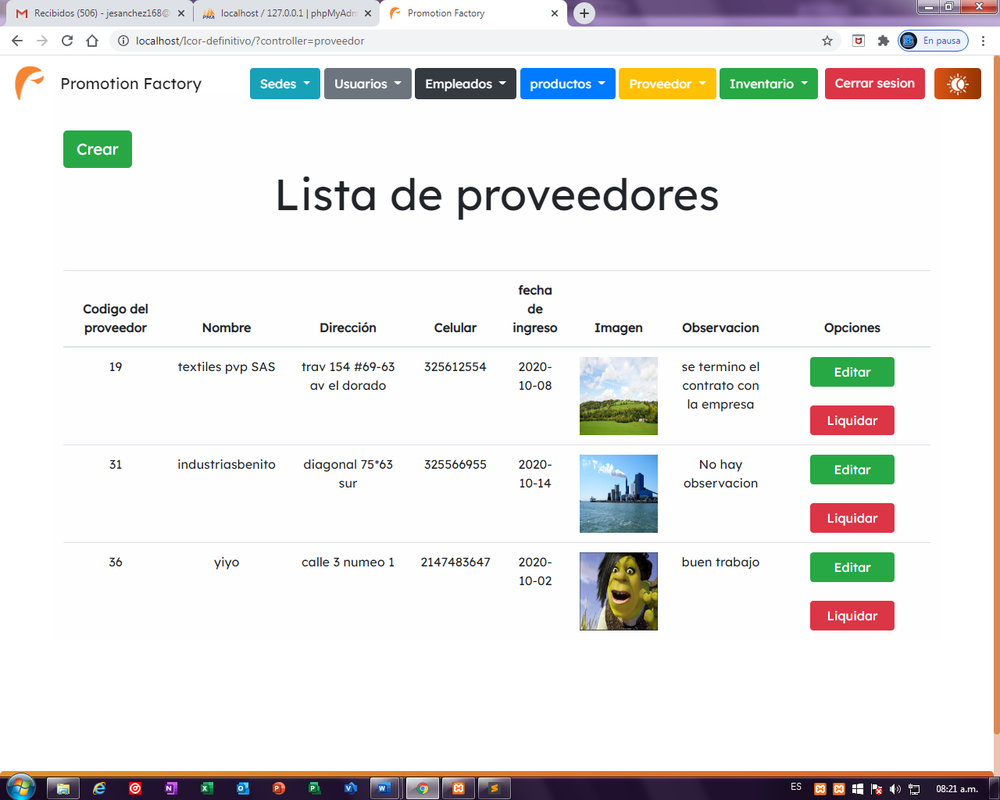 Recibidos (506) - jesanchez168@
localhost / 127.0.0.1 | phpMyAdm
Promotion Factory
localhost/Icor-definitivo/?controller=proveedor
En pausa
Promotion Factory
Sedes
Usuarios
Empleados
productos
Proveedor
Inventario
Cerrar sesion
Crear
Lista de proveedores
Codigo del proveedor
Nombre
Dirección
Celular
fecha de ingreso
Imagen
Observacion
Opciones
19
textiles pvp SAS
trav 154 #69-63
av el dorado
325612554
2020-
10-08
se termino el
contrato con
la empresa
Editar
Liquidar
31
industriasbenito
diagonal 75*63
sur
325566955
2020-
10-14
No hay
observacion
Editar
Liquidar
36
yiyo
calle 3 numeo 1
2147483647
2020-
10-02
buen trabajo
Editar
Liquidar
ES
08:21 a.m.